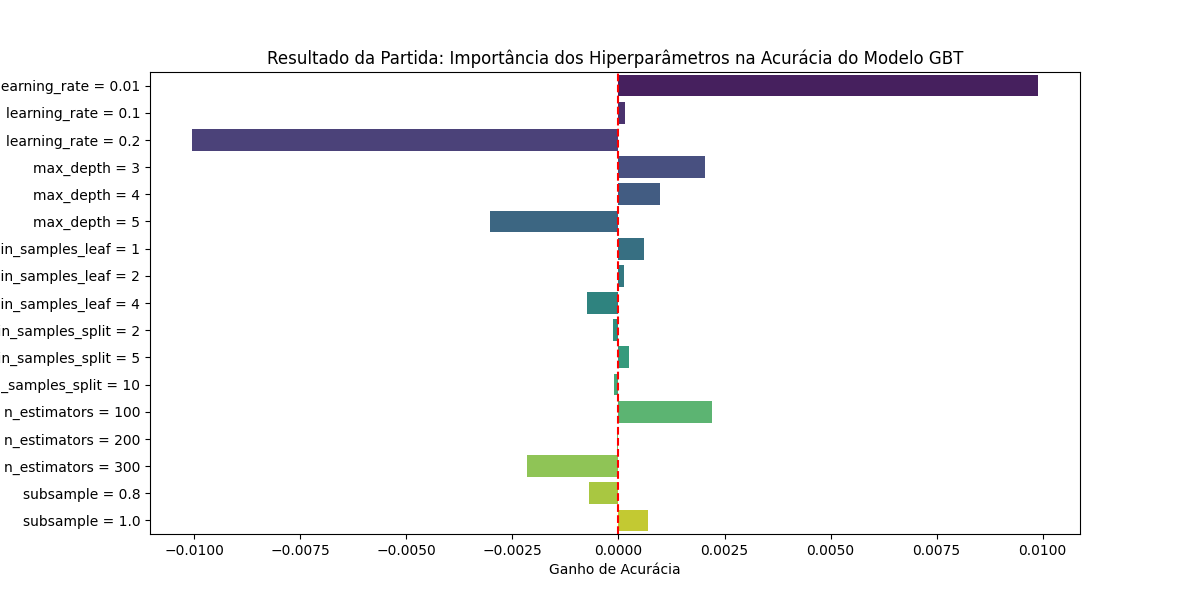 Resultado da Partida: Importância dos Hiperparâmetros na Acurácia do Modelo GBT
earning_rate = 0.01
learning_rate = 0.1
learning_rate = 0.2
max_depth = 3
max_depth = 4
max_depth = 5
in_samples_leaf = 1
in_samples_leaf = 2
in_samples_leaf = 4
in_samples_split = 2
in_samples_split = 5
_samples_split = 10
n_estimators = 100
n_estimators = 200
n_estimators = 300
subsample = 0.8
subsample = 1.0
−0.0100 −0.0075 −0.0050 −0.0025 0.0000 0.0025 0.0050 0.0075 0.0100
Ganho de Acurácia